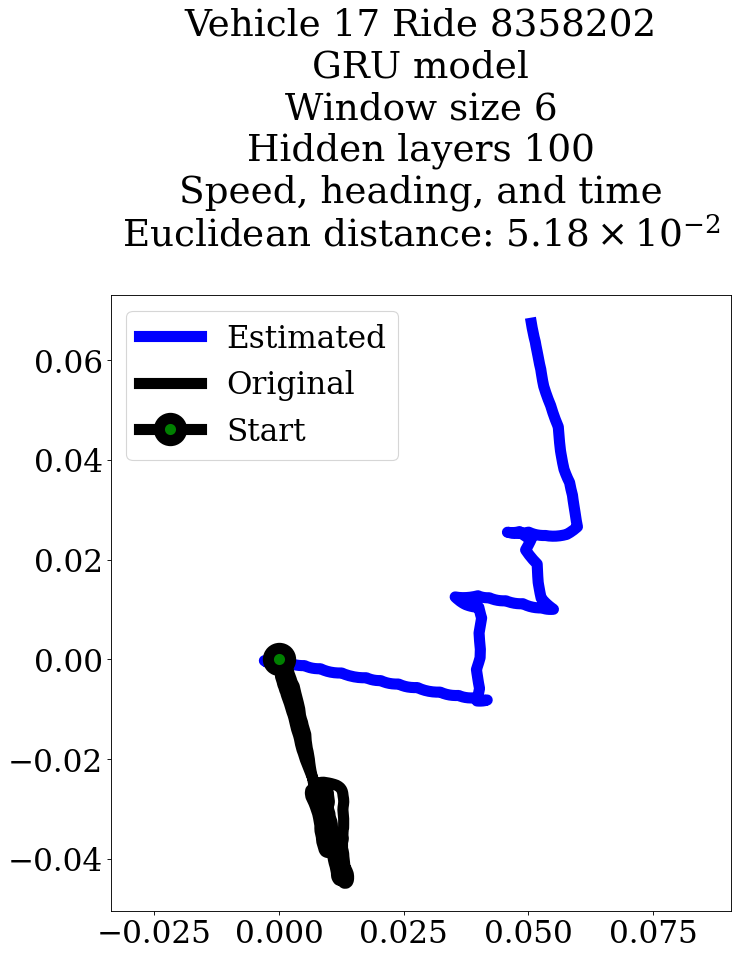 Vehicle 17 Ride 8358202
GRU model
Window size 6
Hidden layers 100
Speed, heading, and time
Euclidean distance: 5.18 × 10⁻²
Estimated
Original
Start
0.06
0.04
0.02
0.00
−0.02
−0.04
−0.025 0.000 0.025 0.050 0.075